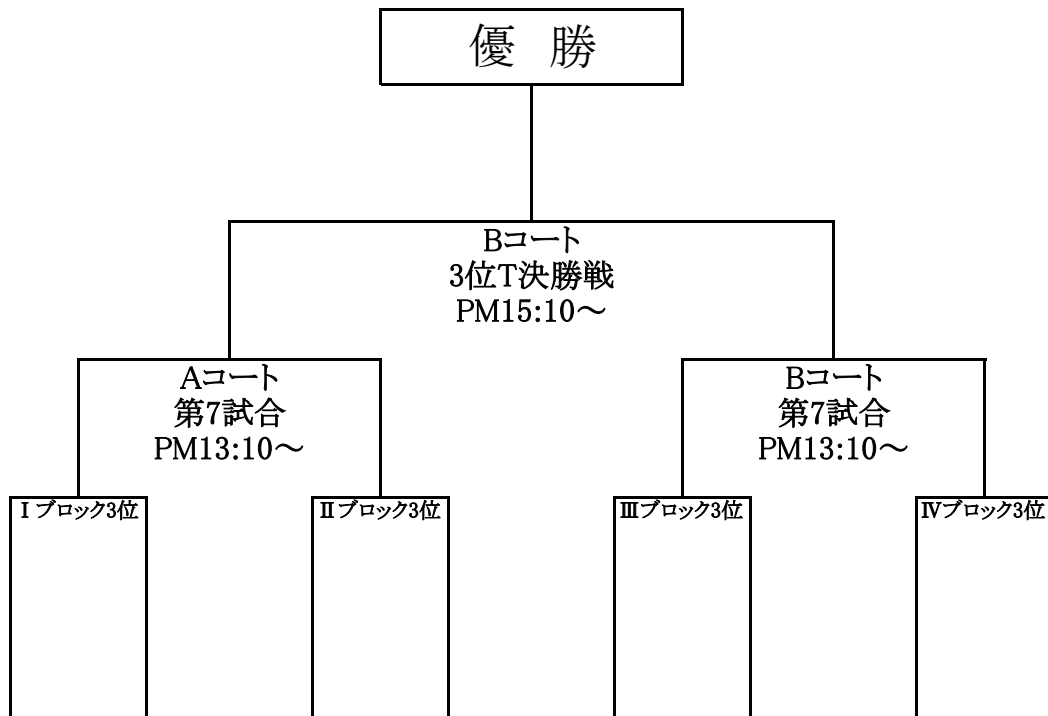 優 勝
Bコート
3位T決勝戦
PM15:10～
Aコート
第7試合
PM13:10～
Bコート
第7試合
PM13:10～
Ⅰブロック3位
Ⅱブロック3位
Ⅲブロック3位
Ⅳブロック3位